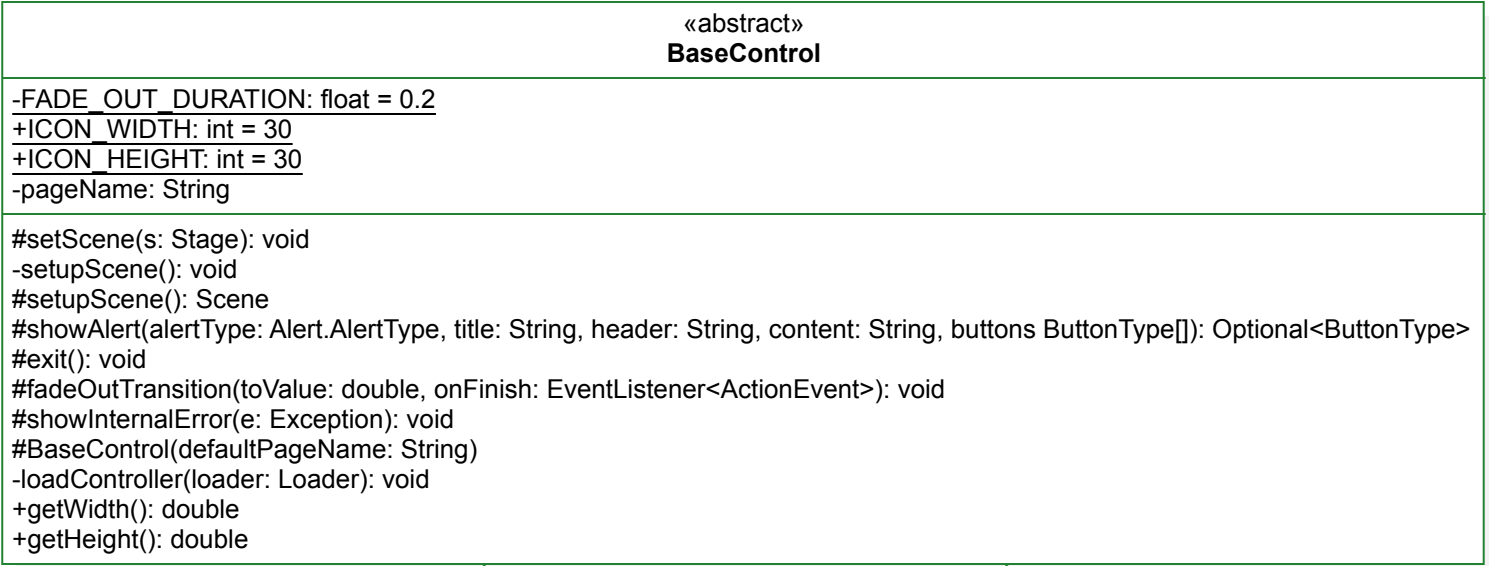 «abstract»
BaseControl
-FADE_OUT_DURATION: float = 0.2
+ICON_WIDTH: int = 30
+ICON_HEIGHT: int = 30
-pageName: String
#setScene(s: Stage): void
-setupScene(): void
#setupScene(): Scene
#showAlert(alertType: Alert.AlertType, title: String, header: String, content: String, buttons ButtonType[]): Optional<ButtonType>
#exit(): void
#fadeOutTransition(toValue: double, onFinish: EventListener<ActionEvent>): void
#showInternalError(e: Exception): void
#BaseControl(defaultPageName: String)
-loadController(loader: Loader): void
+getWidth(): double
+getHeight(): double